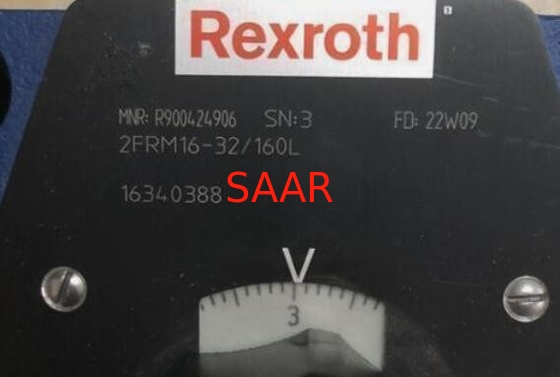 Rexroth
MNR: R900424906 SN:3 FD: 22W09
2FRM16-32/160L
16340388 SAAR
V
3